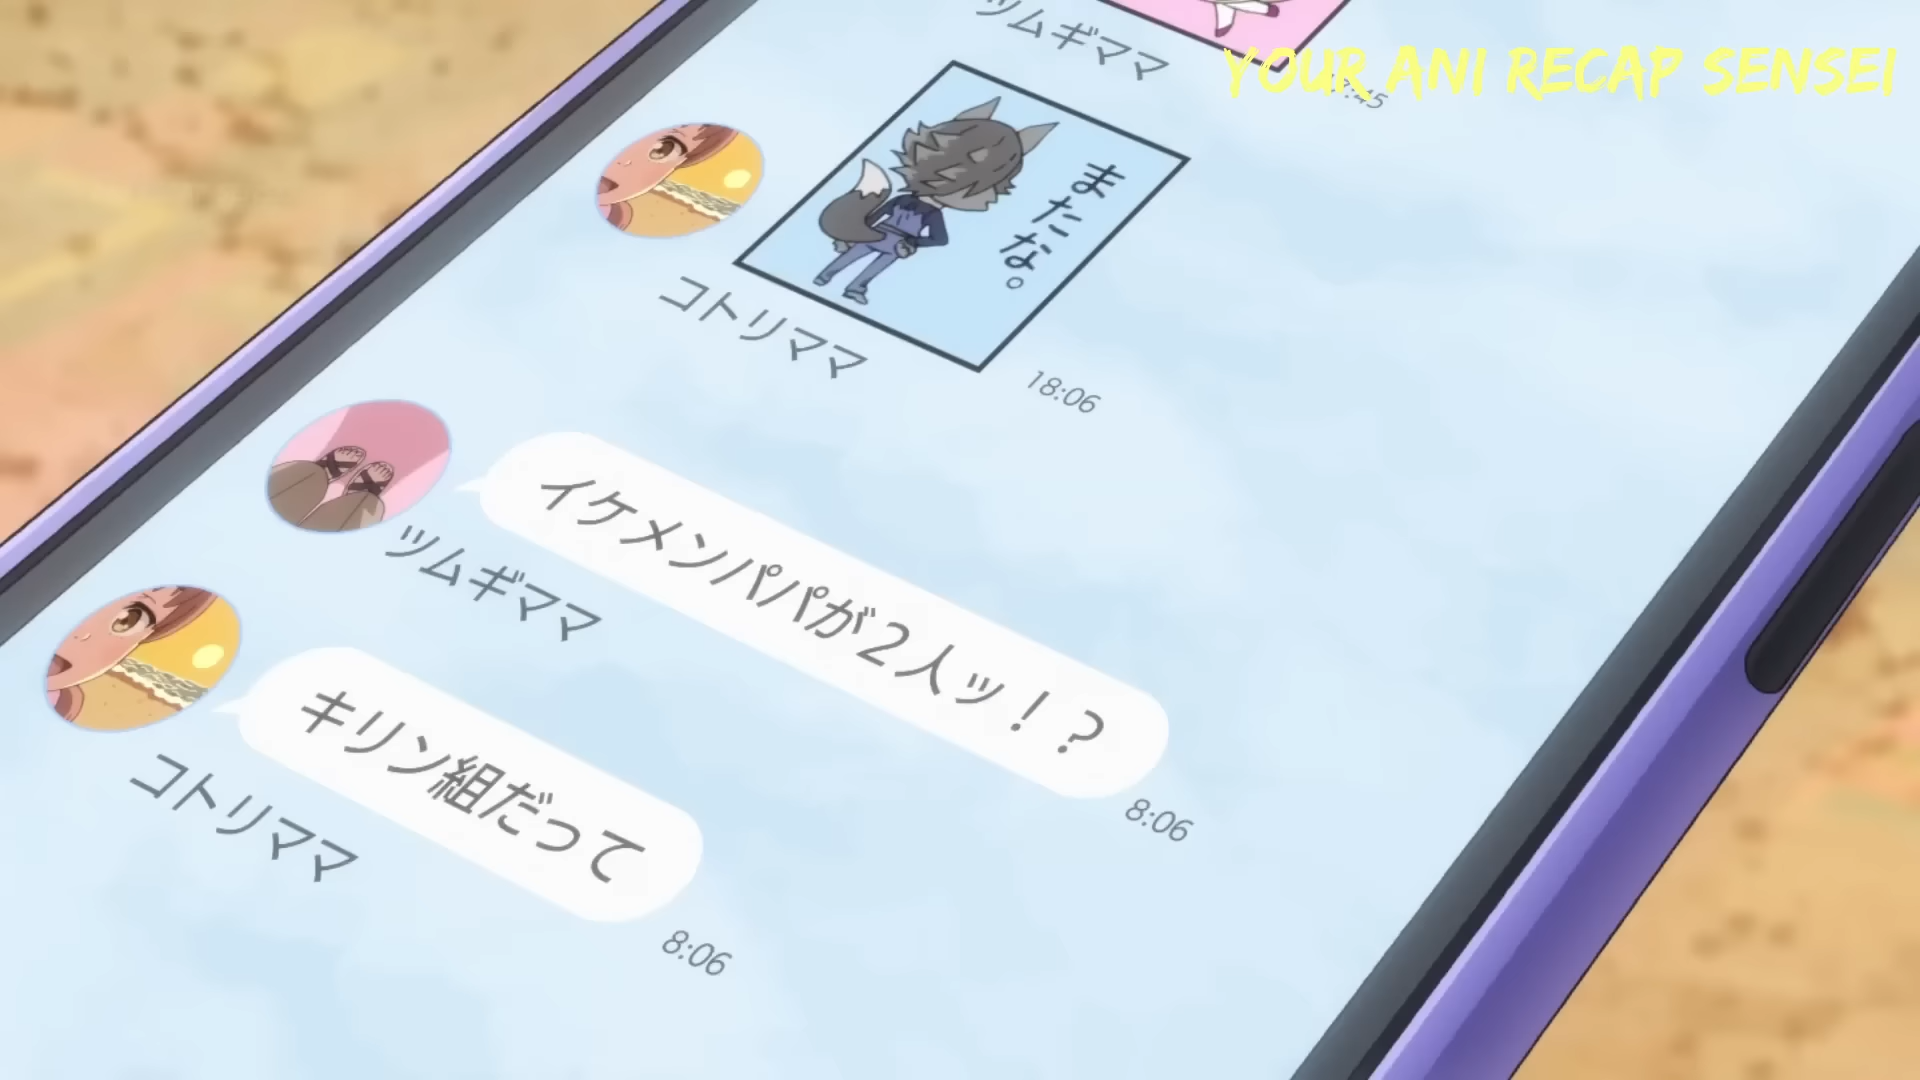 YOUR ANI RECAP SENSEI
ツムギママ
またな。
コトリママ
18:06
イケメンパパが２人ッ！？
ツムギママ
8:06
キリン組だって
コトリママ
8:06